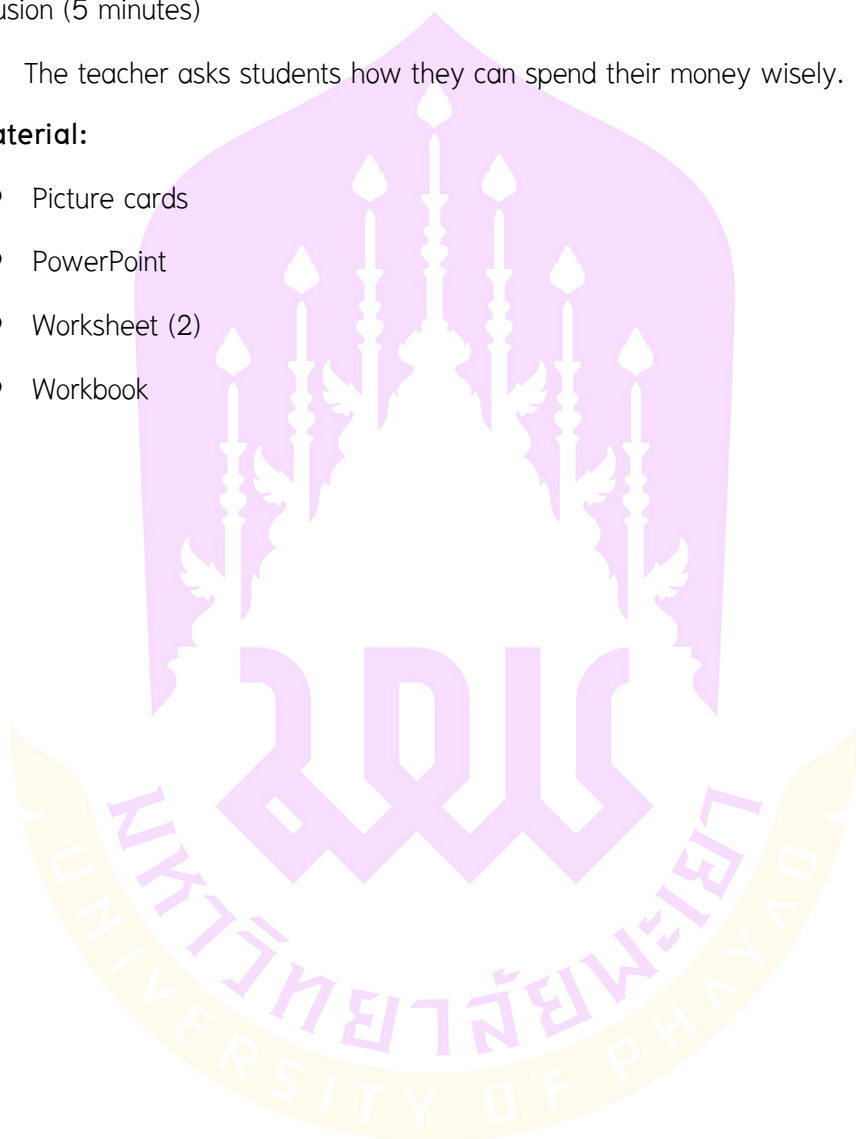 usion (5 minutes)
The teacher asks students how they can spend their money wisely.
aterial:
Picture cards
PowerPoint
Worksheet (2)
Workbook
มพ
มหาวิทยาลัยพะเยา
UNIVERSITY OF PHAYAO